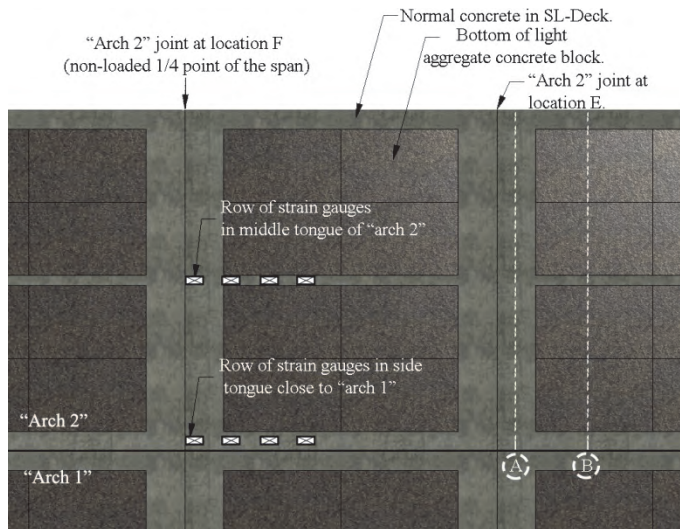 Normal concrete in SL-Deck.
“Arch 2” joint at location F
(non-loaded 1/4 point of the span)
Bottom of light
aggregate concrete block.
“Arch 2” joint at
location E.
Row of strain gauges
in middle tongue of “arch 2”
Row of strain gauges in side
tongue close to “arch 1”
“Arch 2”
“Arch 1”
A
B